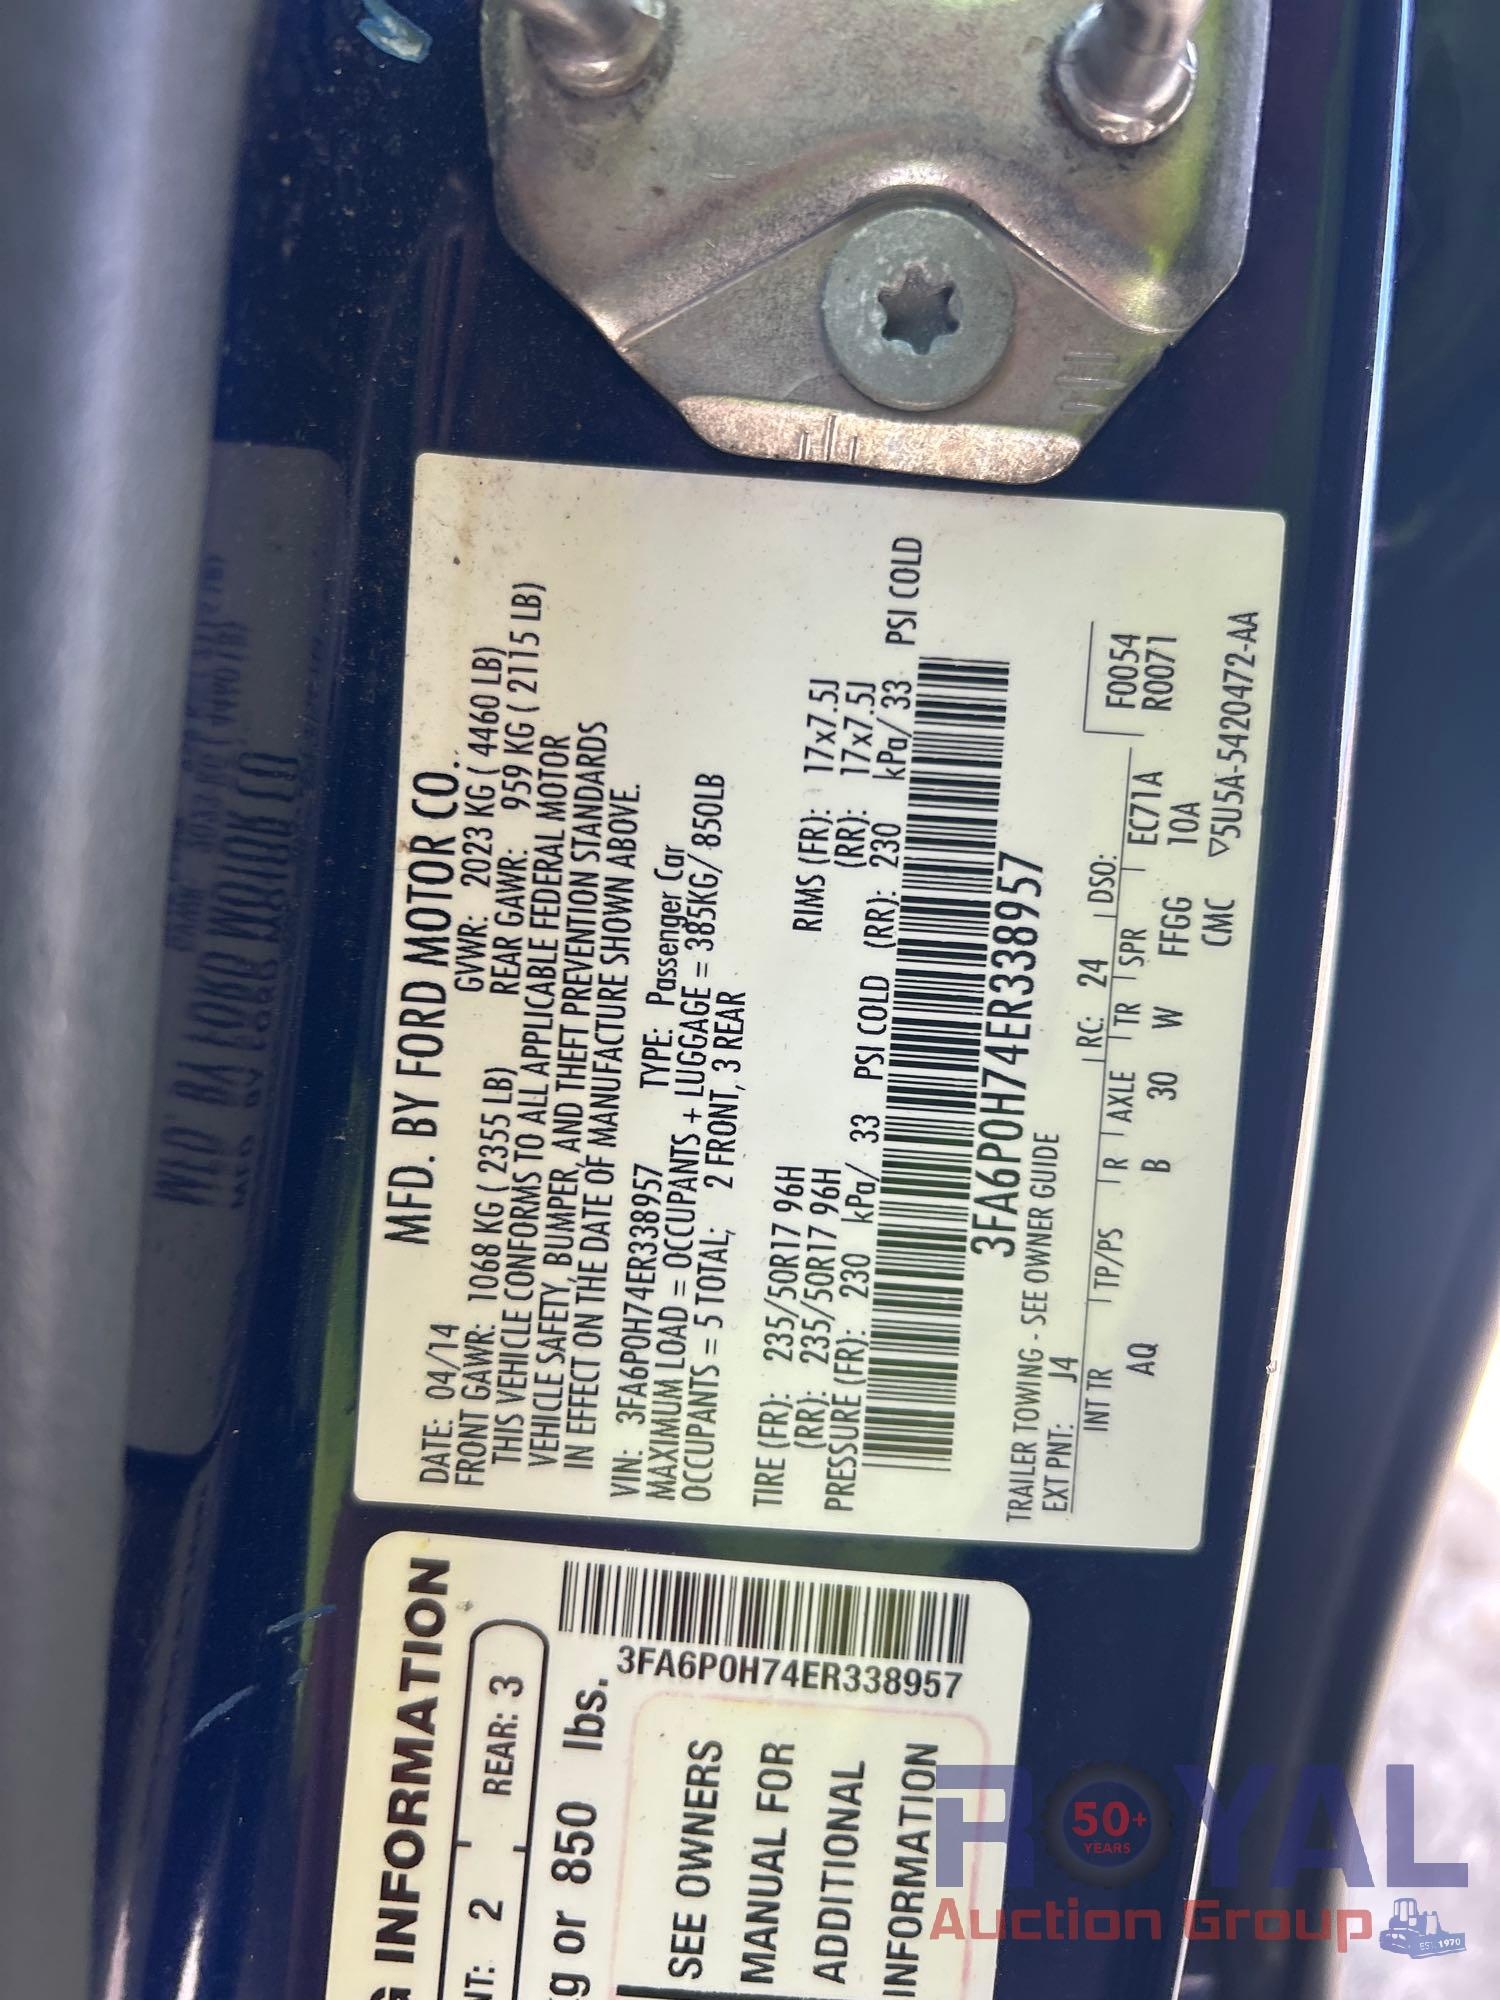 MFD. BY FORD MOTOR CO.
DATE: 04/14 GVWR: 2023 KG ( 4460 LB)
FRONT GAWR: 1068 KG ( 2355 LB) REAR GAWR: 959 KG ( 2115 LB)
THIS VEHICLE CONFORMS TO ALL APPLICABLE FEDERAL MOTOR
VEHICLE SAFETY, BUMPER, AND THEFT PREVENTION STANDARDS
IN EFFECT ON THE DATE OF MANUFACTURE SHOWN ABOVE.
VIN: 3FA6P0H74ER338957 TYPE: Passenger Car
MAXIMUM LOAD = OCCUPANTS + LUGGAGE = 385KG/ 850LB
OCCUPANTS = 5 TOTAL; 2 FRONT, 3 REAR
TIRE (FR): 235/50R17 96H RIMS (FR): 17x7.5J
(RR): 235/50R17 96H (RR): 17x7.5J
PRESSURE (FR): 230 kPa/ 33 PSI COLD (RR): 230 kPa/ 33 PSI COLD
3FA6P0H74ER338957
TRAILER TOWING - SEE OWNER GUIDE
EXT PNT: J4 RC: 24 DSO: F0054
R0071
INT TR TP/PS R AXLE TR SPR EC71A
AQ B 30 W FFGG 10A
CMC ▽5U5A-5420472-AA
G INFORMATION
NT: 2 REAR: 3
kg or 850 lbs.
3FA6P0H74ER338957
SEE OWNERS
MANUAL FOR
ADDITIONAL
INFORMATION
ROYAL
50+
YEARS
Auction Group
EST. 1970